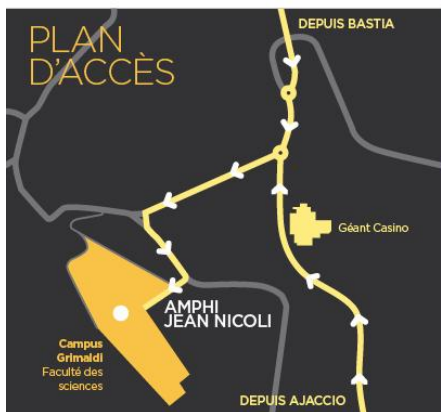 PLAN
D'ACCÈS
DEPUIS BASTIA
Géant Casino
AMPHI
JEAN NICOLI
Campus
Grimaldi
Faculté des
sciences
DEPUIS AJACCIO